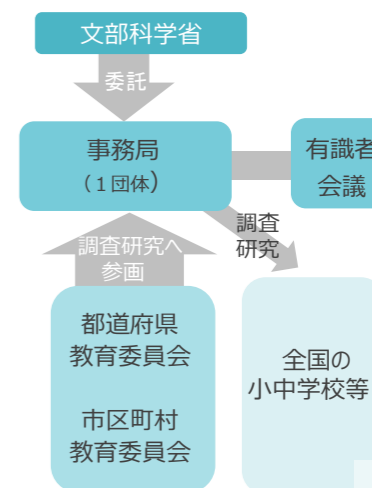 文部科学省
委託
事務局
（１団体）
有識者
会議
調査
研究
調査研究へ
参画
都道府県
教育委員会
市区町村
教育委員会
全国の
小中学校等